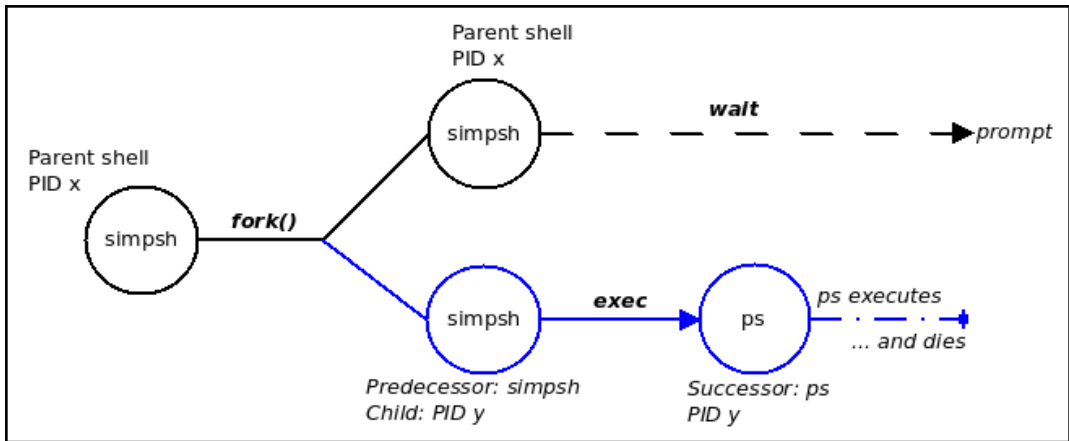 Parent shell
PID x
simpsh
wait
prompt
Parent shell
PID x
simpsh
fork()
simpsh
exec
ps
ps executes
... and dies
Predecessor: simpsh
Child: PID y
Successor: ps
PID y